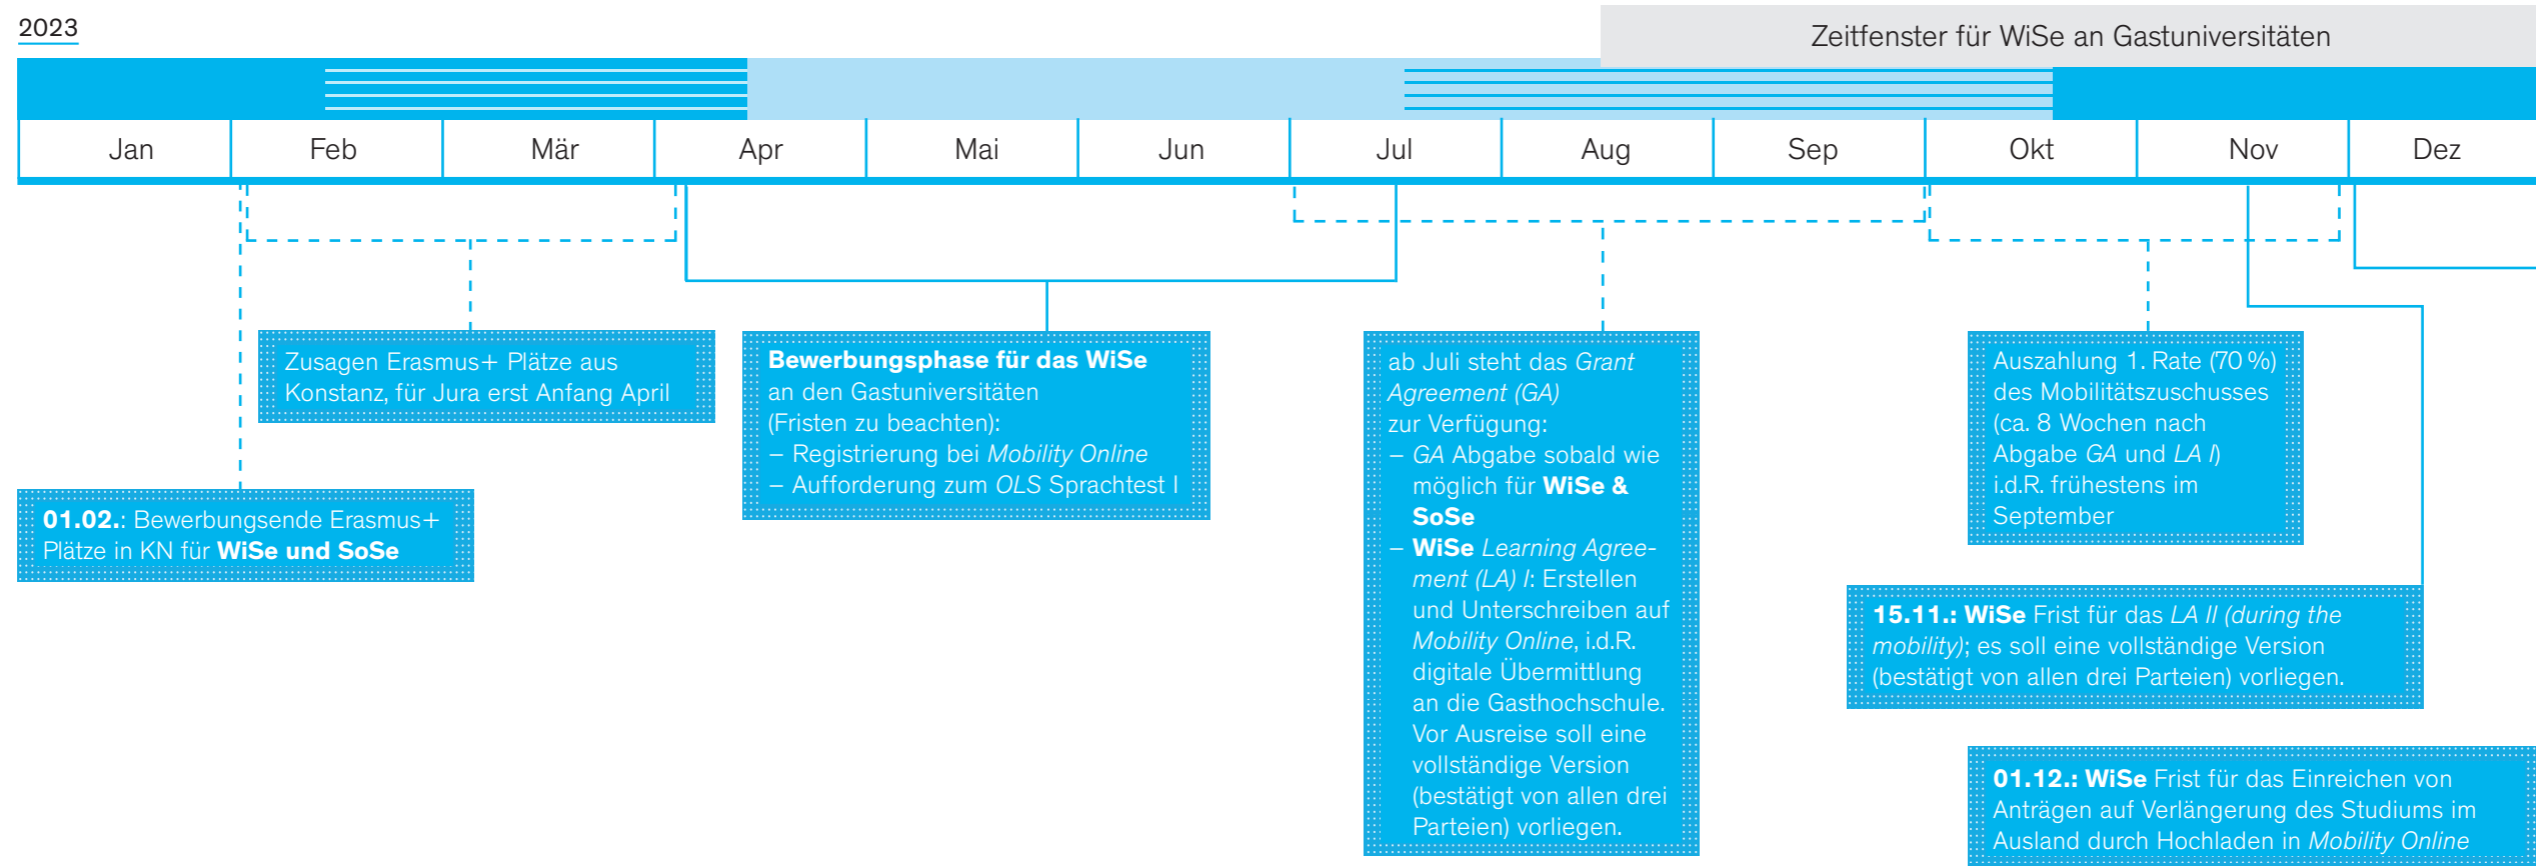 2023
Zeitfenster für WiSe an Gastuniversitäten
Jan Feb Mär Apr Mai Jun Jul Aug Sep Okt Nov Dez
Zusagen Erasmus+ Plätze aus
Konstanz, für Jura erst Anfang April
01.02.: Bewerbungsende Erasmus+
Plätze in KN für WiSe und SoSe
Bewerbungsphase für das WiSe
an den Gastuniversitäten
(Fristen zu beachten):
– Registrierung bei Mobility Online
– Aufforderung zum OLS Sprachtest I
ab Juli steht das Grant
Agreement (GA)
zur Verfügung:
– GA Abgabe sobald wie
möglich für WiSe &
SoSe
– WiSe Learning Agree-
ment (LA) I: Erstellen
und Unterschreiben auf
Mobility Online, i.d.R.
digitale Übermittlung
an die Gasthochschule.
Vor Ausreise soll eine
vollständige Version
(bestätigt von allen drei
Parteien) vorliegen.
Auszahlung 1. Rate (70 %)
des Mobilitätszuschusses
(ca. 8 Wochen nach
Abgabe GA und LA I)
i.d.R. frühestens im
September
15.11.: WiSe Frist für das LA II (during the
mobility); es soll eine vollständige Version
(bestätigt von allen drei Parteien) vorliegen.
01.12.: WiSe Frist für das Einreichen von
Anträgen auf Verlängerung des Studiums im
Ausland durch Hochladen in Mobility Online